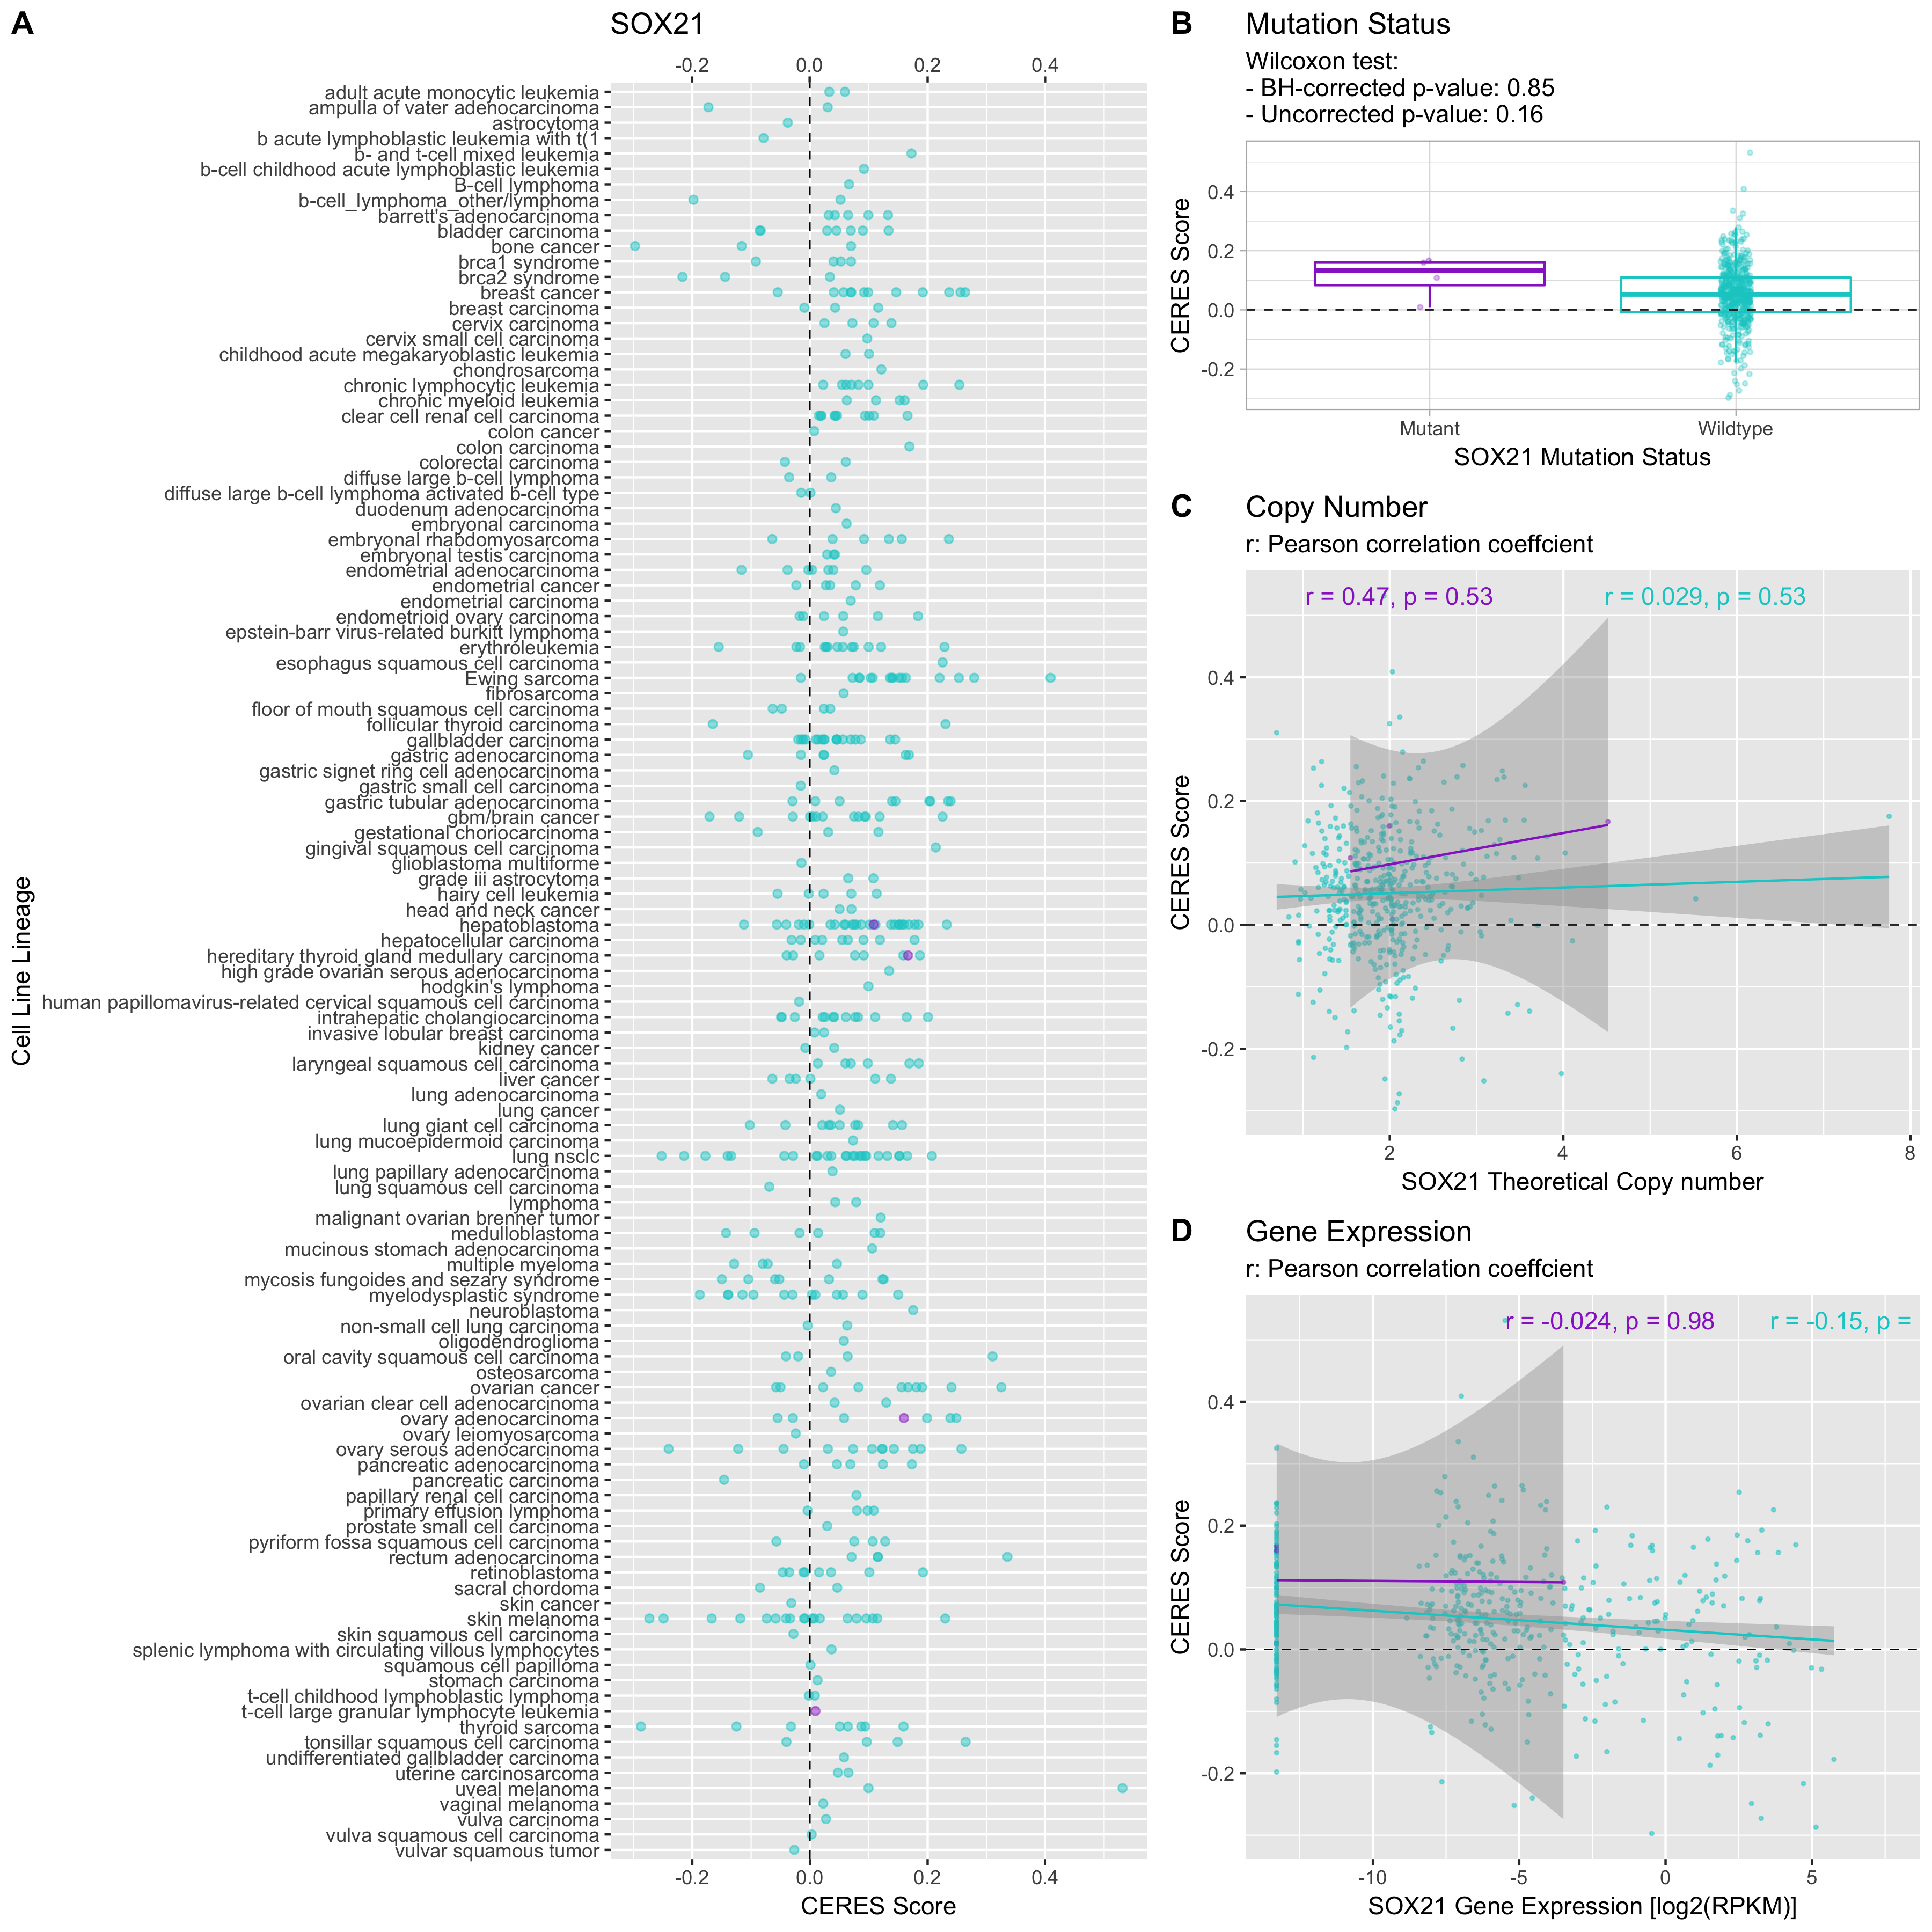 A
SOX21
-0.2 0.0 0.2 0.4
Cell Line Lineage
adult acute monocytic leukemia
ampulla of vater adenocarcinoma
astrocytoma
b acute lymphoblastic leukemia with t(1
b- and t-cell mixed leukemia
b-cell childhood acute lymphoblastic leukemia
B-cell lymphoma
b-cell_lymphoma_other/lymphoma
barrett's adenocarcinoma
bladder carcinoma
bone cancer
brca1 syndrome
brca2 syndrome
breast cancer
breast carcinoma
cervix carcinoma
cervix small cell carcinoma
childhood acute megakaryoblastic leukemia
chondrosarcoma
chronic lymphocytic leukemia
chronic myeloid leukemia
clear cell renal cell carcinoma
colon cancer
colon carcinoma
colorectal carcinoma
diffuse large b-cell lymphoma
diffuse large b-cell lymphoma activated b-cell type
duodenum adenocarcinoma
embryonal carcinoma
embryonal rhabdomyosarcoma
embryonal testis carcinoma
endometrial adenocarcinoma
endometrial cancer
endometrial carcinoma
endometrioid ovary carcinoma
epstein-barr virus-related burkitt lymphoma
erythroleukemia
esophagus squamous cell carcinoma
Ewing sarcoma
fibrosarcoma
floor of mouth squamous cell carcinoma
follicular thyroid carcinoma
gallbladder carcinoma
gastric adenocarcinoma
gastric signet ring cell adenocarcinoma
gastric small cell carcinoma
gastric tubular adenocarcinoma
gbm/brain cancer
gestational choriocarcinoma
gingival squamous cell carcinoma
glioblastoma multiforme
grade iii astrocytoma
hairy cell leukemia
head and neck cancer
hepatoblastoma
hepatocellular carcinoma
hereditary thyroid gland medullary carcinoma
high grade ovarian serous adenocarcinoma
hodgkin's lymphoma
human papillomavirus-related cervical squamous cell carcinoma
intrahepatic cholangiocarcinoma
invasive lobular breast carcinoma
kidney cancer
laryngeal squamous cell carcinoma
liver cancer
lung adenocarcinoma
lung cancer
lung giant cell carcinoma
lung mucoepidermoid carcinoma
lung nsclc
lung papillary adenocarcinoma
lung squamous cell carcinoma
lymphoma
malignant ovarian brenner tumor
medulloblastoma
mucinous stomach adenocarcinoma
multiple myeloma
mycosis fungoides and sezary syndrome
myelodysplastic syndrome
neuroblastoma
non-small cell lung carcinoma
oligodendroglioma
oral cavity squamous cell carcinoma
osteosarcoma
ovarian cancer
ovarian clear cell adenocarcinoma
ovary adenocarcinoma
ovary leiomyosarcoma
ovary serous adenocarcinoma
pancreatic adenocarcinoma
pancreatic carcinoma
papillary renal cell carcinoma
primary effusion lymphoma
prostate small cell carcinoma
pyriform fossa squamous cell carcinoma
rectum adenocarcinoma
retinoblastoma
sacral chordoma
skin cancer
skin melanoma
skin squamous cell carcinoma
splenic lymphoma with circulating villous lymphocytes
squamous cell papilloma
stomach carcinoma
t-cell childhood lymphoblastic lymphoma
t-cell large granular lymphocyte leukemia
thyroid sarcoma
tonsillar squamous cell carcinoma
undifferentiated gallbladder carcinoma
uterine carcinosarcoma
uveal melanoma
vaginal melanoma
vulva carcinoma
vulva squamous cell carcinoma
vulvar squamous tumor
-0.2 0.0 0.2 0.4
CERES Score
B
Mutation Status
Wilcoxon test:
- BH-corrected p-value: 0.85
- Uncorrected p-value: 0.16
CERES Score
0.4
0.2
0.0
-0.2
Mutant Wildtype
SOX21 Mutation Status
C
Copy Number
r: Pearson correlation coeffcient
r = 0.47, p = 0.53 r = 0.029, p = 0.53
CERES Score
0.4
0.2
0.0
-0.2
2 4 6 8
SOX21 Theoretical Copy number
D
Gene Expression
r: Pearson correlation coeffcient
r = -0.024, p = 0.98 r = -0.15, p =
CERES Score
0.4
0.2
0.0
-0.2
-10 -5 0 5
SOX21 Gene Expression [log2(RPKM)]